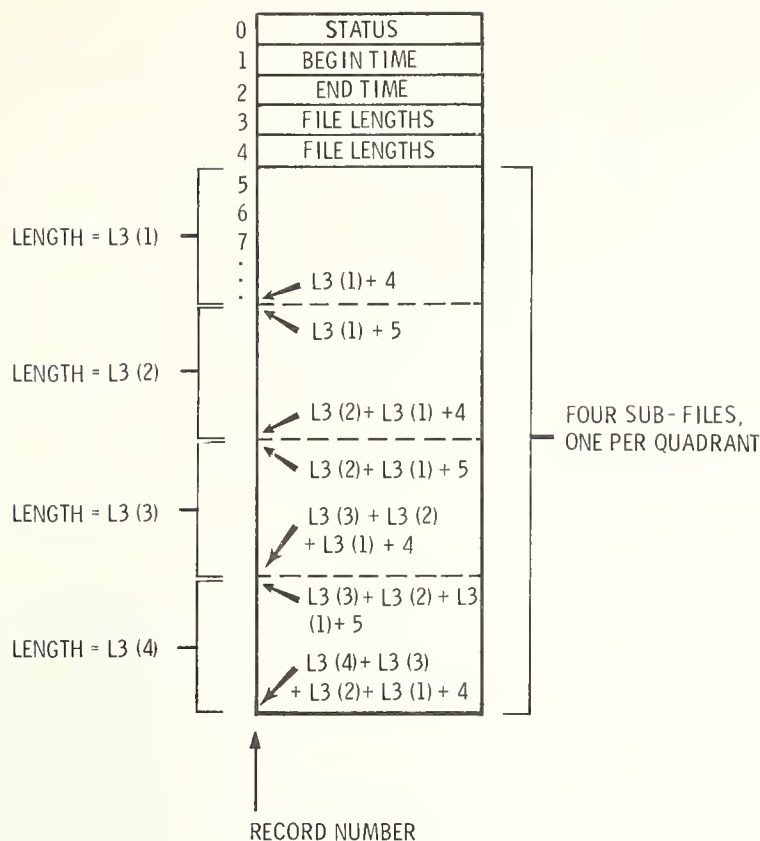 0 STATUS
1 BEGIN TIME
2 END TIME
3 FILE LENGTHS
4 FILE LENGTHS
5
6
7
.
.
.
LENGTH = L3 (1)
L3 (1) + 4
L3 (1) + 5
LENGTH = L3 (2)
L3 (2) + L3 (1) +4
FOUR SUB-FILES,
ONE PER QUADRANT
L3 (2) + L3 (1) + 5
LENGTH = L3 (3)
L3 (3) + L3 (2)
+ L3 (1) + 4
L3 (3) + L3 (2) + L3
(1) + 5
LENGTH = L3 (4)
L3 (4) + L3 (3)
+ L3 (2) + L3 (1) + 4
RECORD NUMBER